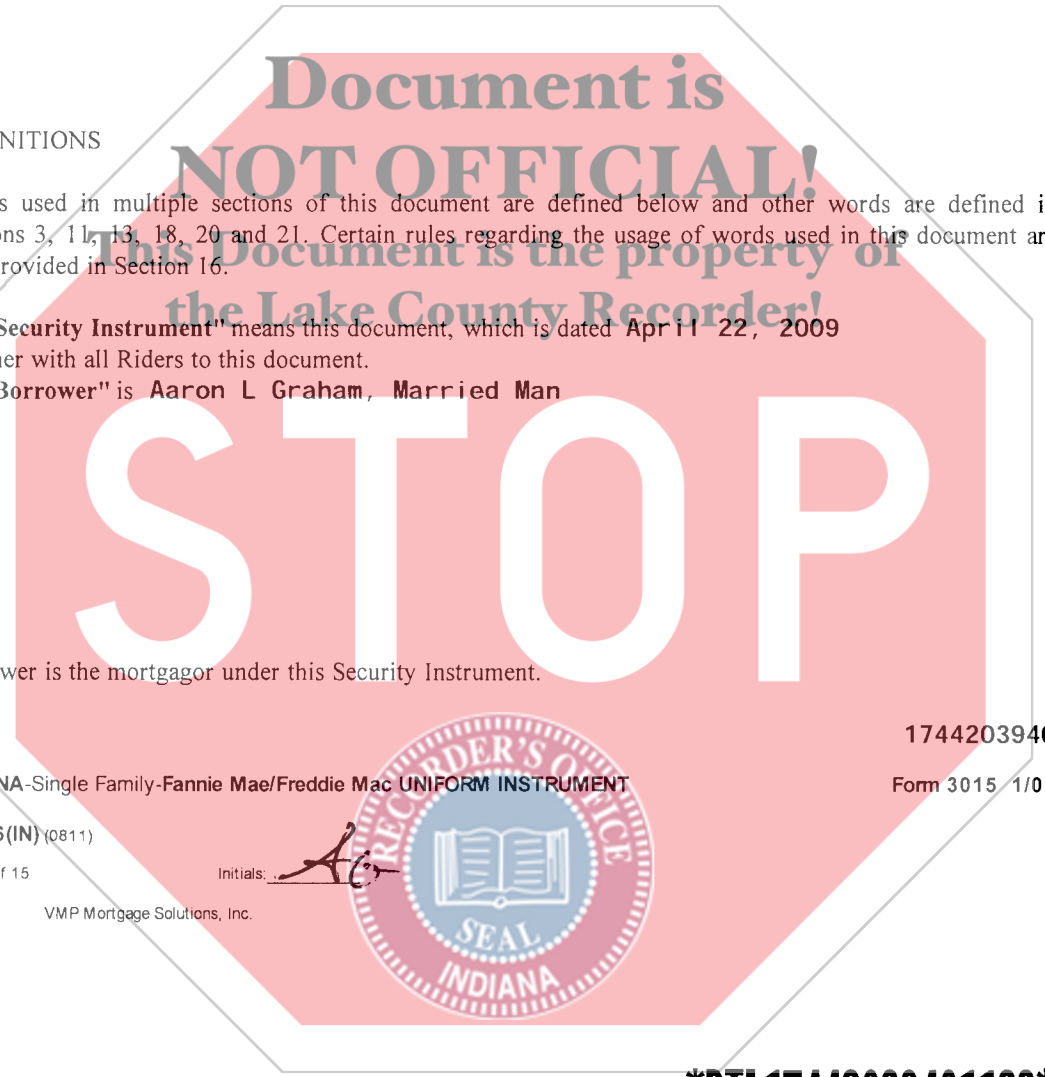 Document is
NITIONS
NOT OFFICIAL!
s used in multiple sections of this document are defined below and other words are defined i
ons 3, 11, 13, 18, 20 and 21. Certain rules regarding the usage of words used in this document ar
This Document is the property of
rovided in Section 16.
the Lake County Recorder!
Security Instrument" means this document, which is dated April 22, 2009
her with all Riders to this document.
Borrower" is Aaron L Graham, Married Man
STOP
wer is the mortgagor under this Security Instrument.
174420394
NA-Single Family-Fannie Mae/Freddie Mac UNIFORM INSTRUMENT Form 3015 1/0
6(IN) (0811)
f 15 Initials: AG
VMP Mortgage Solutions, Inc.
RECORDER'S OFFICE
SEAL
INDIANA